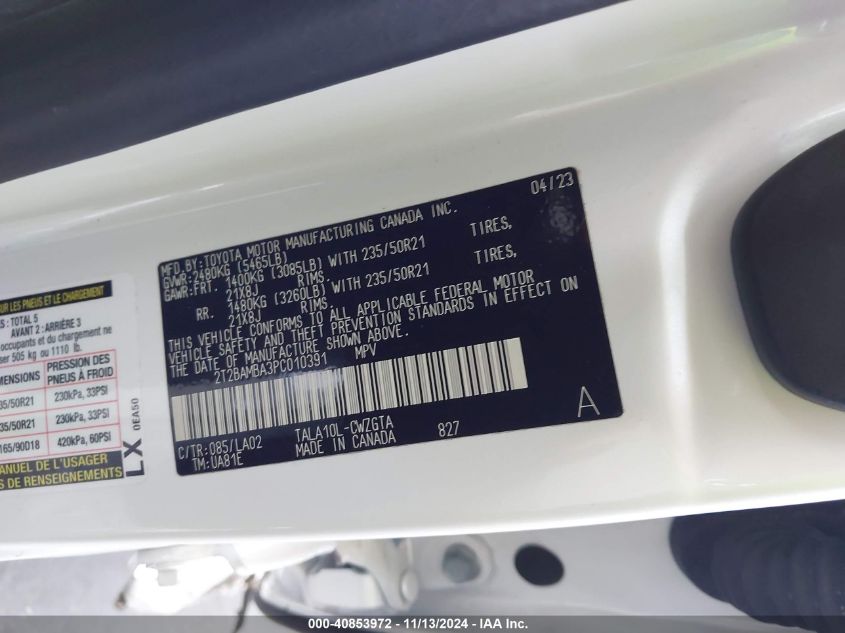 04/23
MFD.BY:TOYOTA MOTOR MANUFACTURING CANADA INC.
GVWR:2480KG (5465LB)
GAWR:FRT. 1400KG (3085LB) WITH 235/50R21 TIRES,
21X8J RIMS.
RR. 1480KG (3260LB) WITH 235/50R21 TIRES,
21X8J RIMS.
THIS VEHICLE CONFORMS TO ALL APPLICABLE FEDERAL MOTOR
VEHICLE SAFETY AND THEFT PREVENTION STANDARDS IN EFFECT ON
THE DATE OF MANUFACTURE SHOWN ABOVE.
2T2BAMBA3PC010391 MPV
A
C/TR:085/LA02 TALA10L-CWZGTA 827
TM:UA81E MADE IN CANADA
UR LES PNEUS ET LE CHARGEMENT
S : TOTAL 5
AVANT 2 : ARRIÈRE 3
occupants et du chargement ne
ser 505 kg ou 1110 lb.
MENSIONS PRESSION DES PNEUS À FROID
35/50R21 230kPa, 33PSI
35/50R21 230kPa, 33PSI
165/90D18 420kPa, 60PSI
MANUEL DE L'USAGER
S DE RENSEIGNEMENTS
LX 0EA50
000-40853972 - 11/13/2024 - IAA Inc.